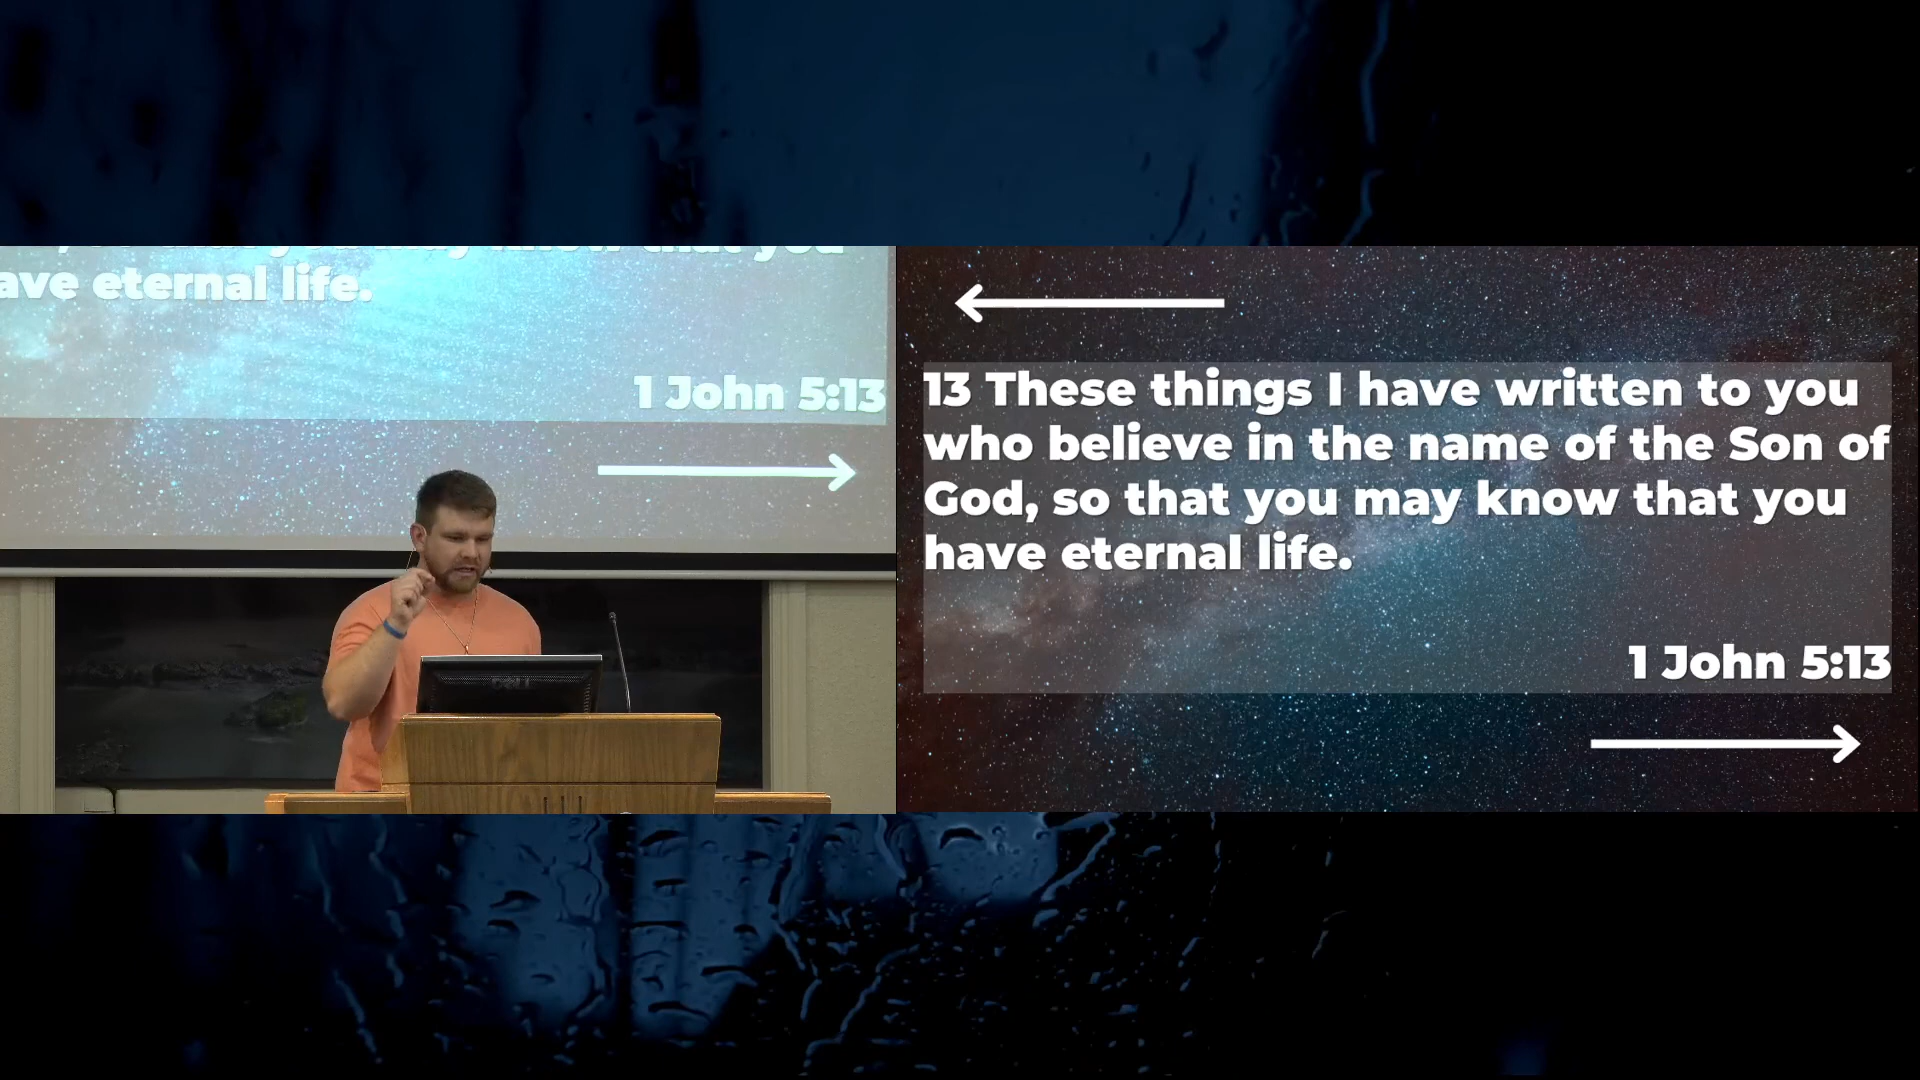 ave eternal life.
1 John 5:13
13 These things I have written to you
who believe in the name of the Son of
God, so that you may know that you
have eternal life.
1 John 5:13